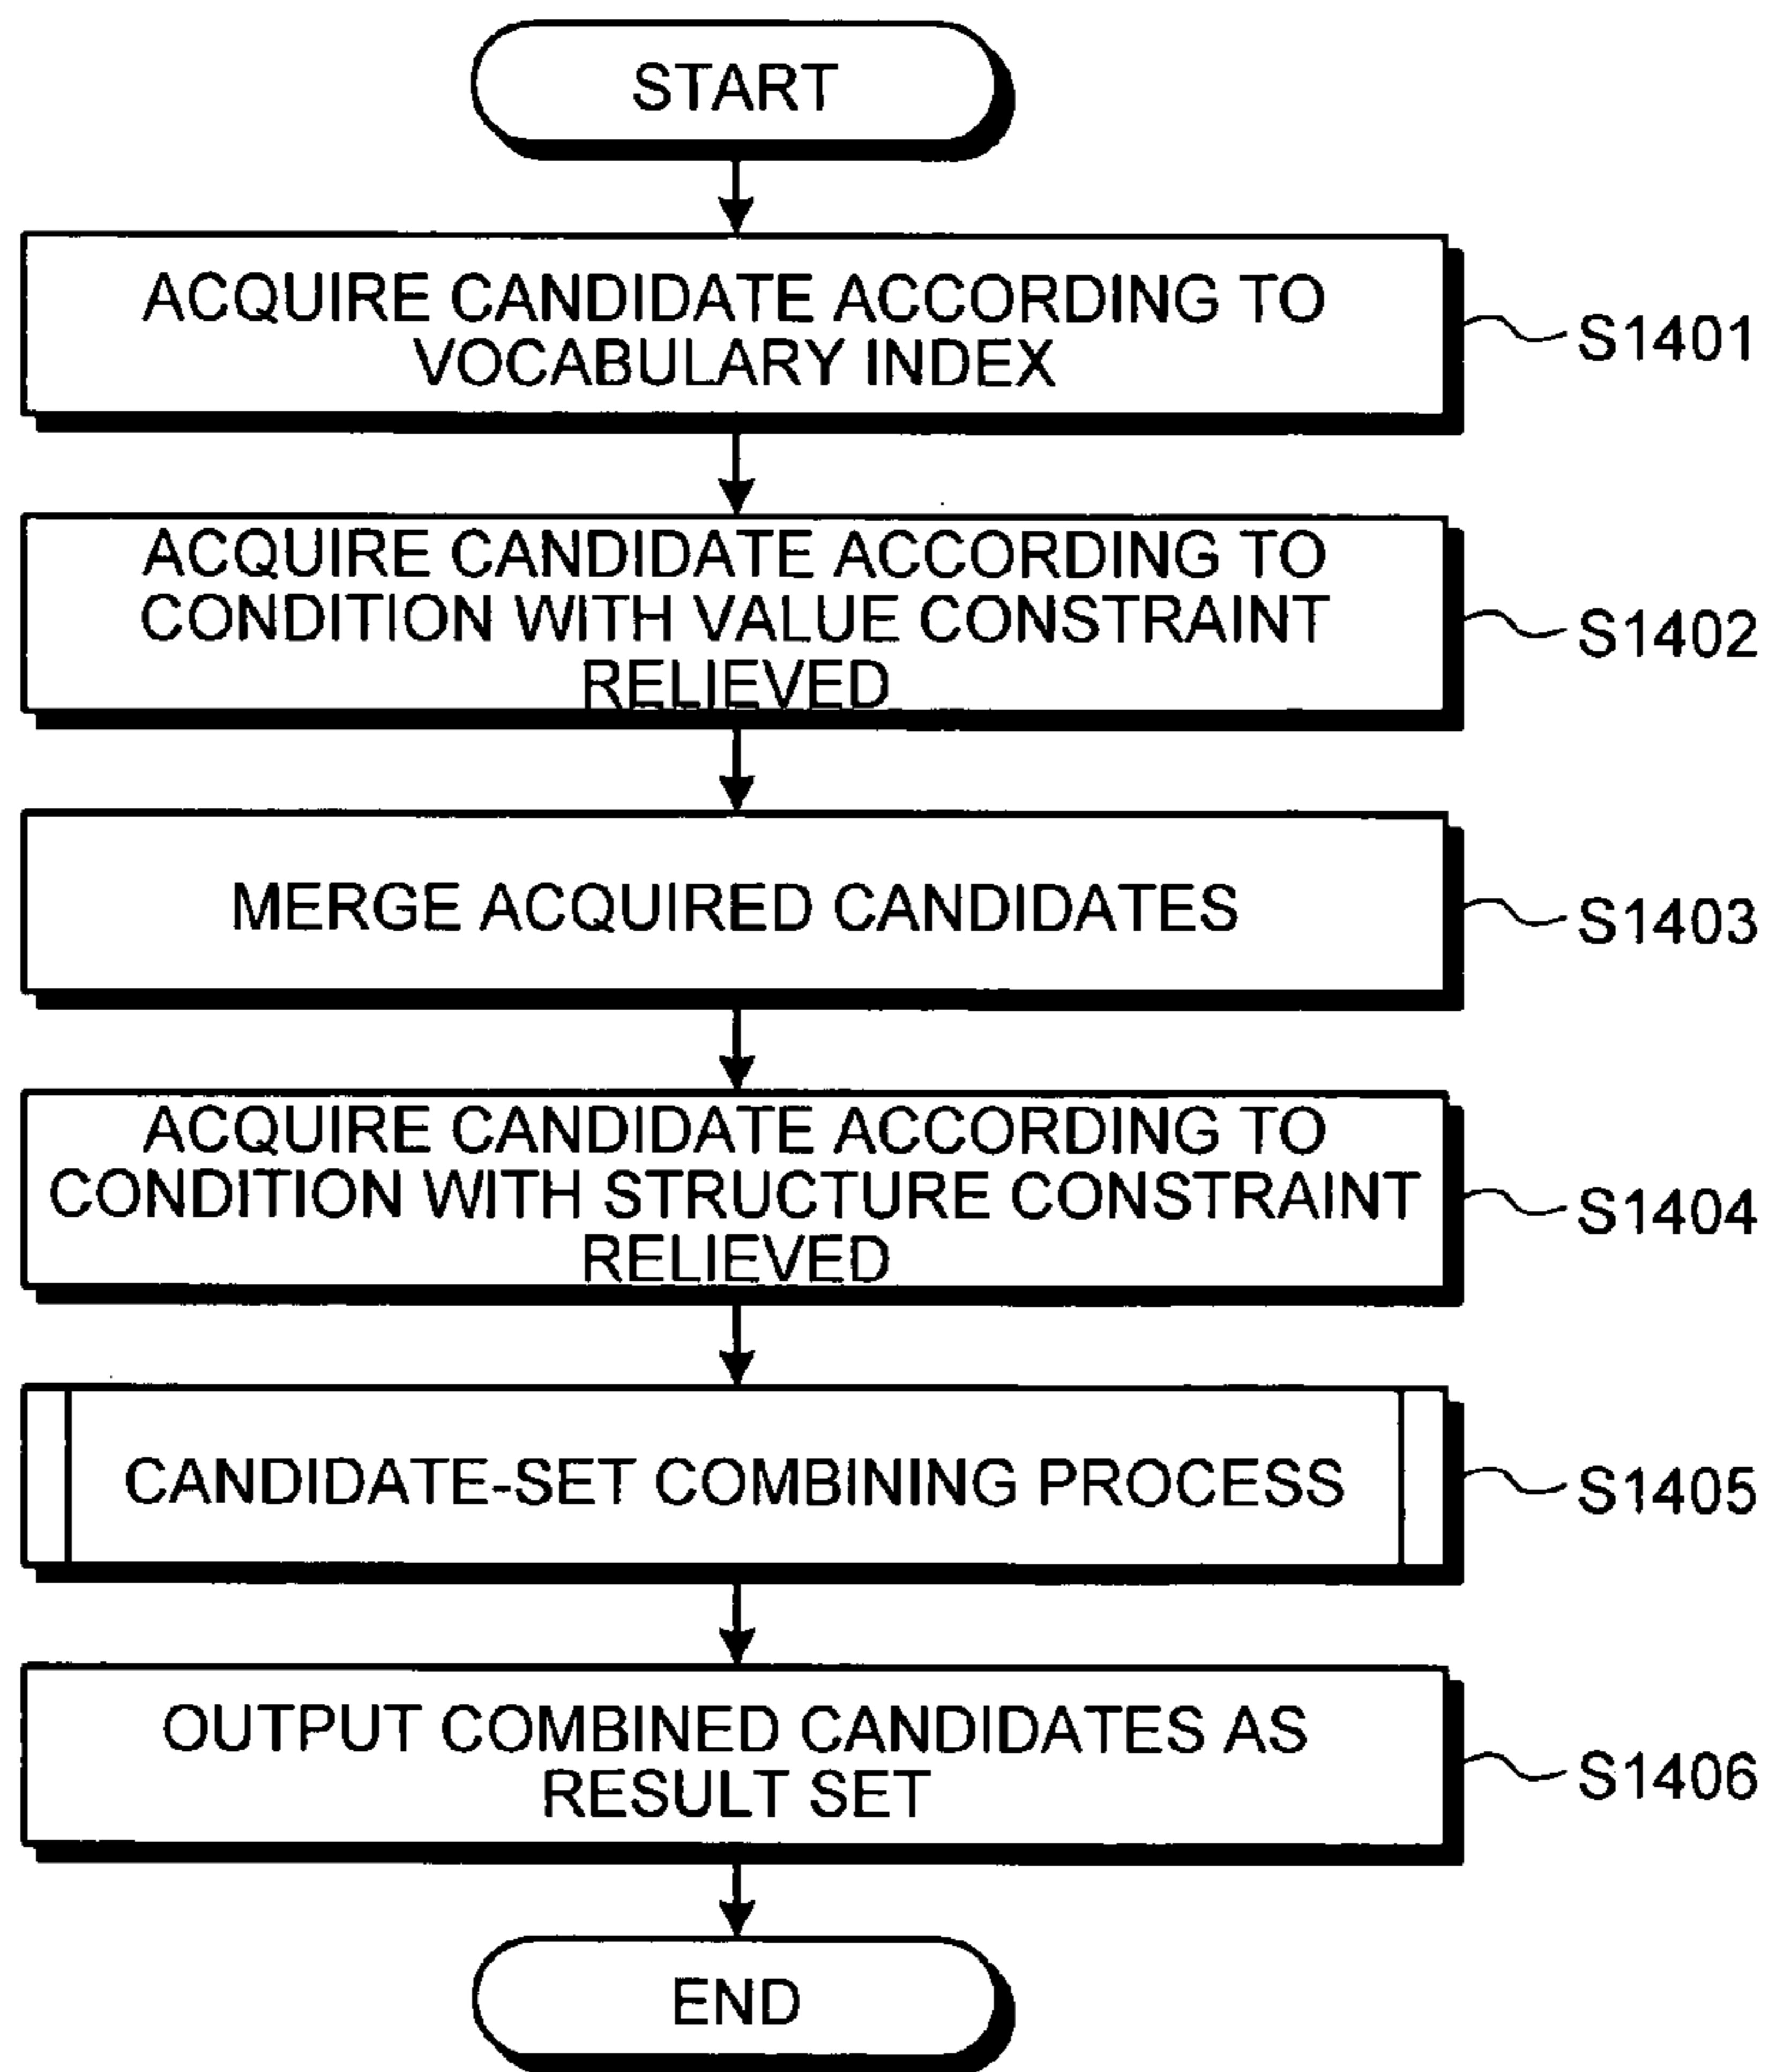 START
ACQUIRE CANDIDATE ACCORDING TO
VOCABULARY INDEX
S1401
ACQUIRE CANDIDATE ACCORDING TO
CONDITION WITH VALUE CONSTRAINT
RELIEVED
S1402
MERGE ACQUIRED CANDIDATES
S1403
ACQUIRE CANDIDATE ACCORDING TO
CONDITION WITH STRUCTURE CONSTRAINT
RELIEVED
S1404
CANDIDATE-SET COMBINING PROCESS
S1405
OUTPUT COMBINED CANDIDATES AS
RESULT SET
S1406
END